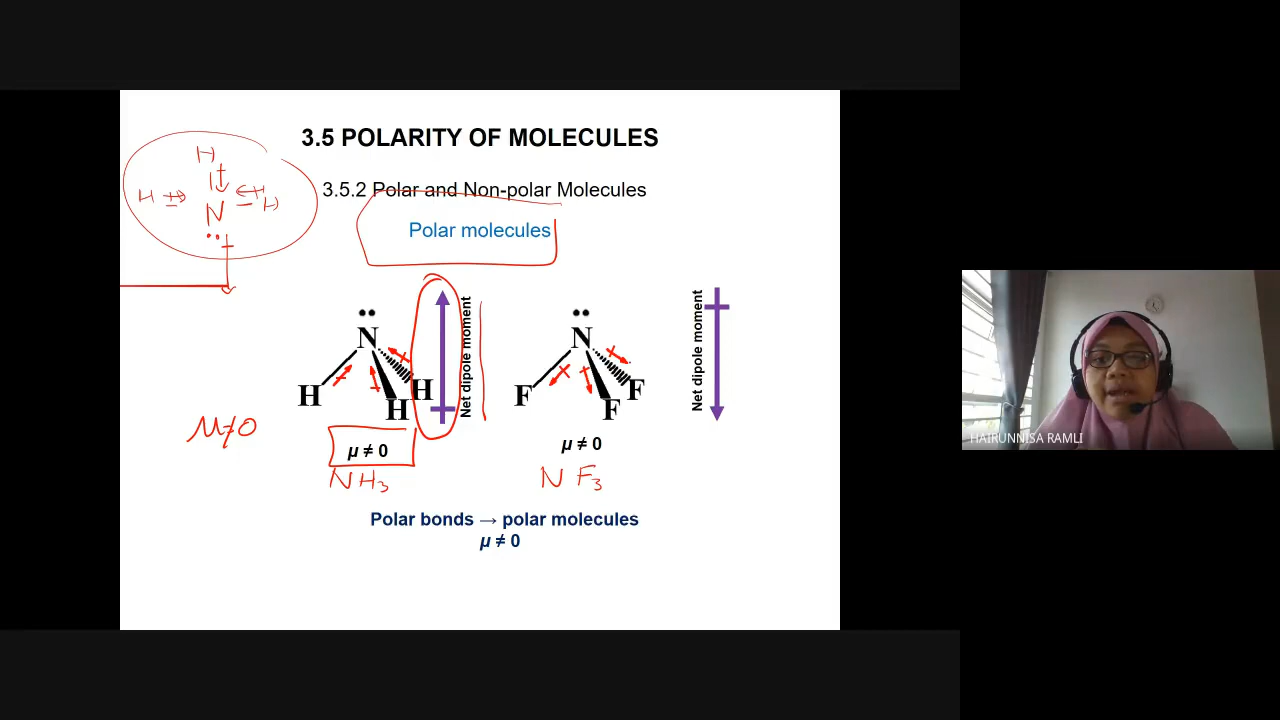 3.5 POLARITY OF MOLECULES
3.5.2 Polar and Non-polar Molecules
Polar molecules
H
H
H
N
N
H
H
H
Net dipole moment
N
F
F
F
Net dipole moment
μ≠0
μ ≠ 0
μ ≠ 0
NH3
NF3
Polar bonds → polar molecules
μ ≠ 0
HAIRUNNISA RAMLI